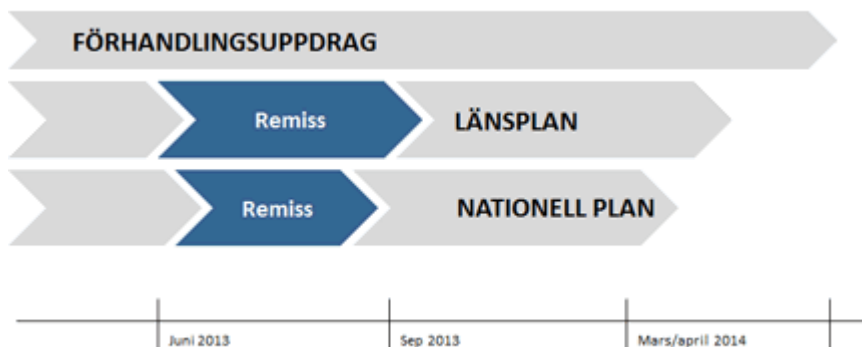 FÖRHANDLINGSUPPDRAG
Remiss LÄNSPLAN
Remiss NATIONELL PLAN
Juni 2013 Sep 2013 Mars/april 2014